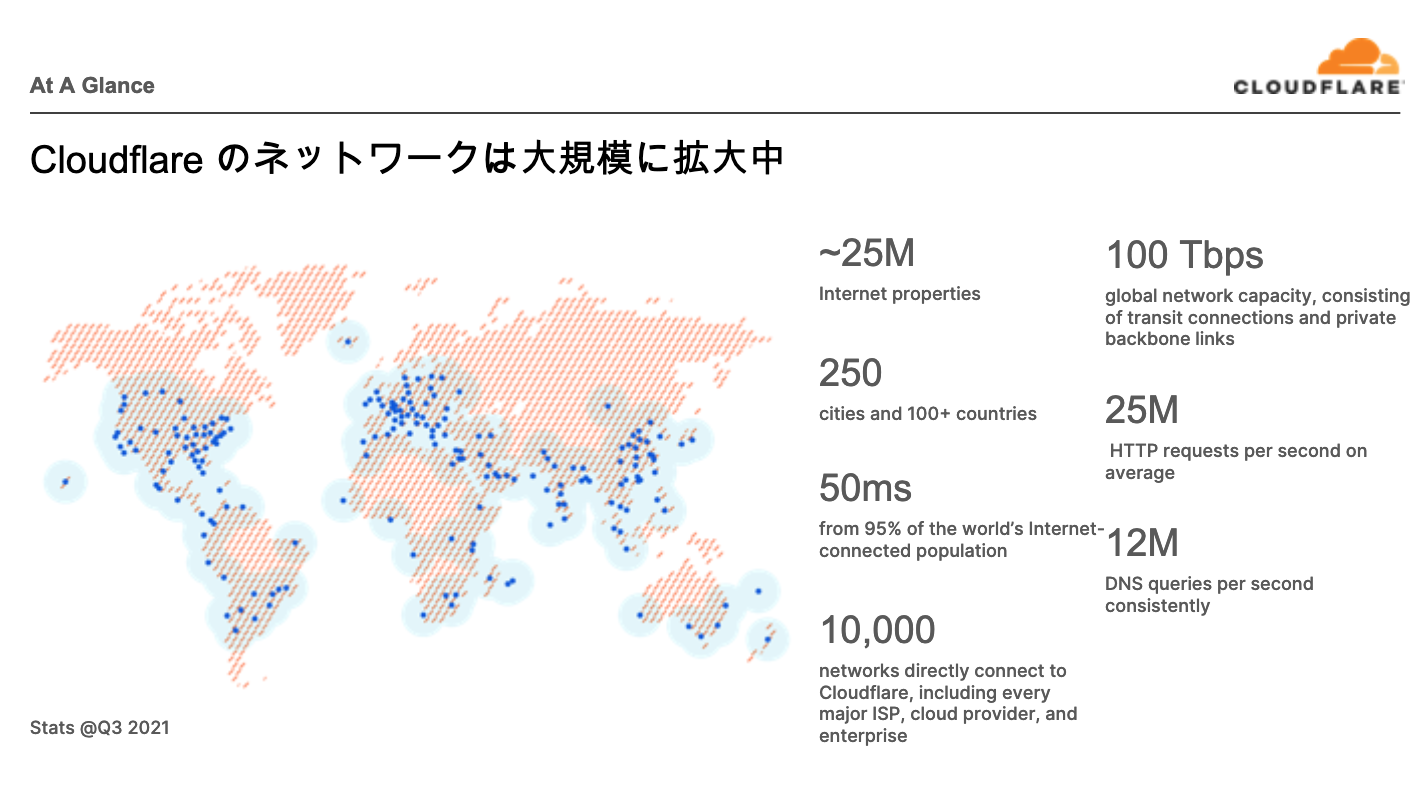 At A Glance
CLOUDFLARE
Cloudflare のネットワークは大規模に拡大中
~25M
Internet properties
250
cities and 100+ countries
50ms
from 95% of the world’s Internet-
connected population
10,000
networks directly connect to
Cloudflare, including every
major ISP, cloud provider, and
enterprise
100 Tbps
global network capacity, consisting
of transit connections and private
backbone links
25M
HTTP requests per second on
average
12M
DNS queries per second
consistently
Stats @Q3 2021